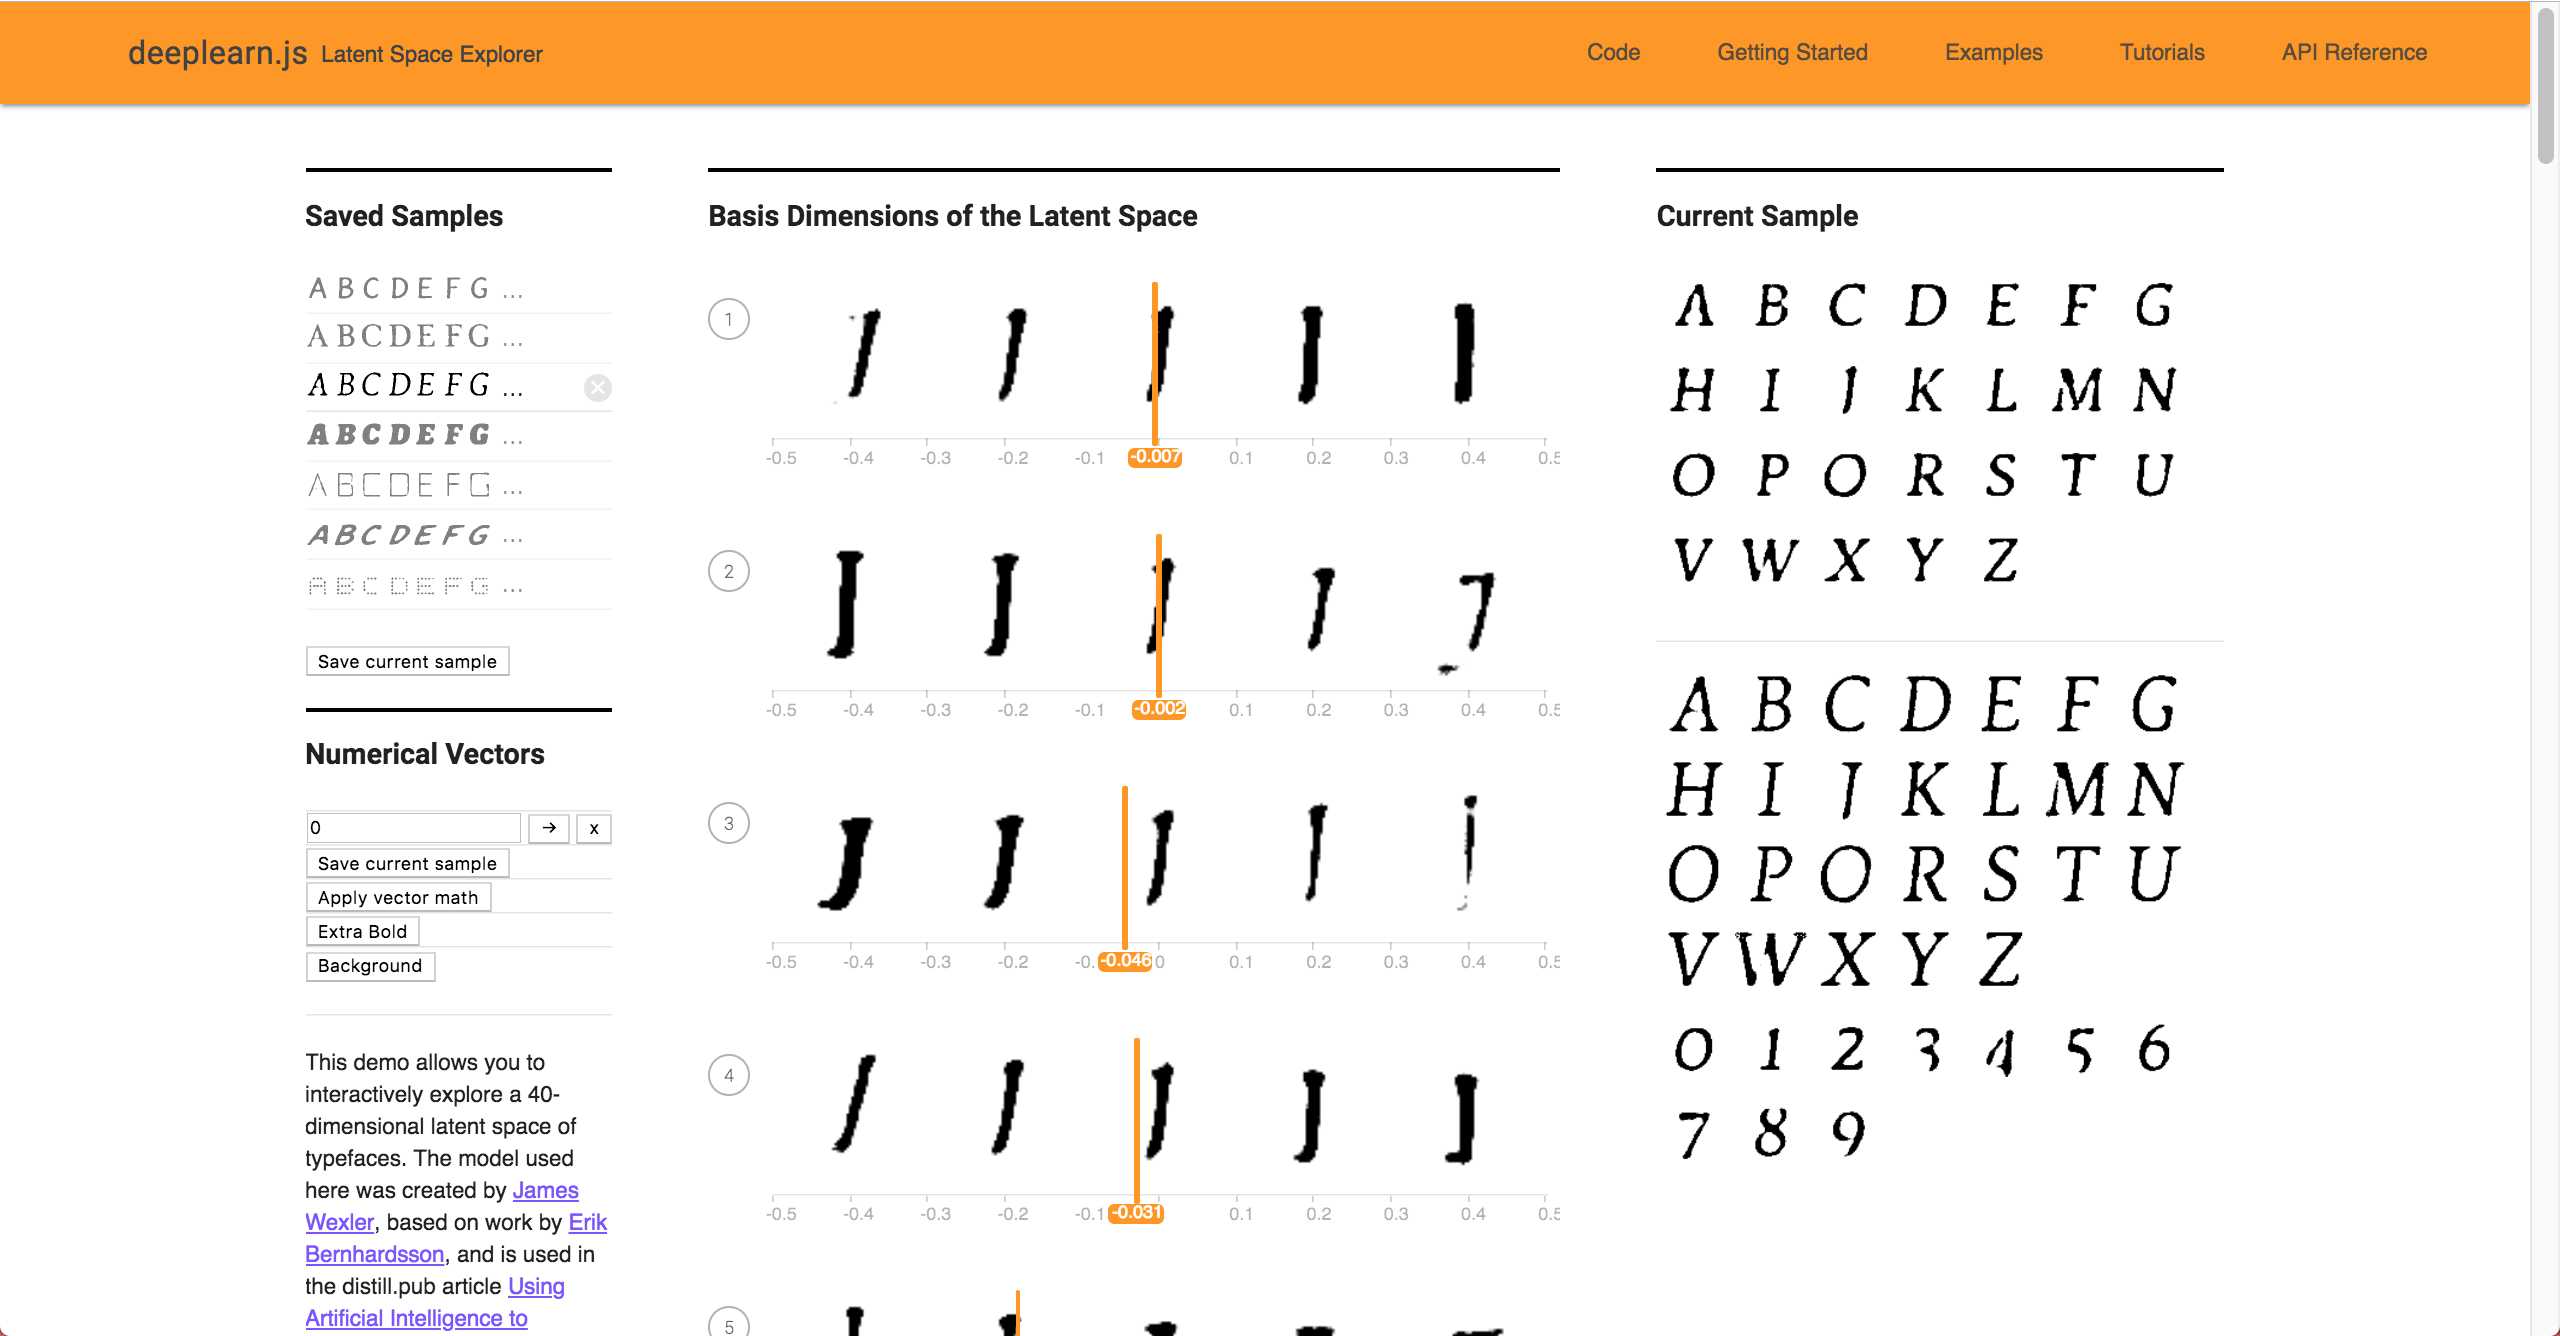 deeplearn.js Latent Space Explorer
Code Getting Started Examples Tutorials API Reference
Saved Samples
A B C D E F G ...
A B C D E F G ...
A B C D E F G ...
A B C D E F G ...
A B C D E F G ...
A B C D E F G ...
A B C D E F G ...
Save current sample
Numerical Vectors
0 → x
Save current sample
Apply vector math
Extra Bold
Background
This demo allows you to
interactively explore a 40-
dimensional latent space of
typefaces. The model used
here was created by James
Wexler, based on work by Erik
Bernhardsson, and is used in
the distill.pub article Using
Artificial Intelligence to
Basis Dimensions of the Latent Space
1
J J J J
-0.5 -0.4 -0.3 -0.2 -0.1 -0.007 0.1 0.2 0.3 0.4 0.5
2
J J J J J
-0.5 -0.4 -0.3 -0.2 -0.1 -0.002 0.1 0.2 0.3 0.4 0.5
3
J J J J J
-0.5 -0.4 -0.3 -0.2 -0. -0.046 0 0.1 0.2 0.3 0.4 0.5
4
J J J J J
-0.5 -0.4 -0.3 -0.2 -0.1 -0.031 0.1 0.2 0.3 0.4 0.5
5
Current Sample
A B C D E F G
H I J K L M N
O P O R S T U
V W X Y Z
A B C D E F G
H I J K L M N
O P O R S T U
V W X Y Z
0 1 2 3 4 5 6
7 8 9